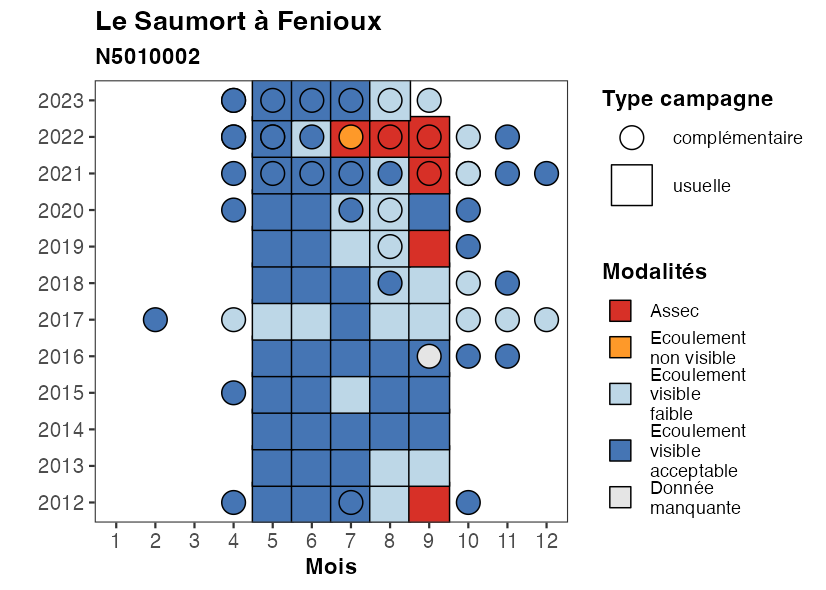 Le Saumort à Fenioux
N5010002
2023
2022
2021
2020
2019
2018
2017
2016
2015
2014
2013
2012
1 2 3 4 5 6 7 8 9 10 11 12
Mois
Type campagne
complémentaire
usuelle
Modalités
Assec
Ecoulement
non visible
Ecoulement
visible
faible
Ecoulement
visible
acceptable
Donnée
manquante